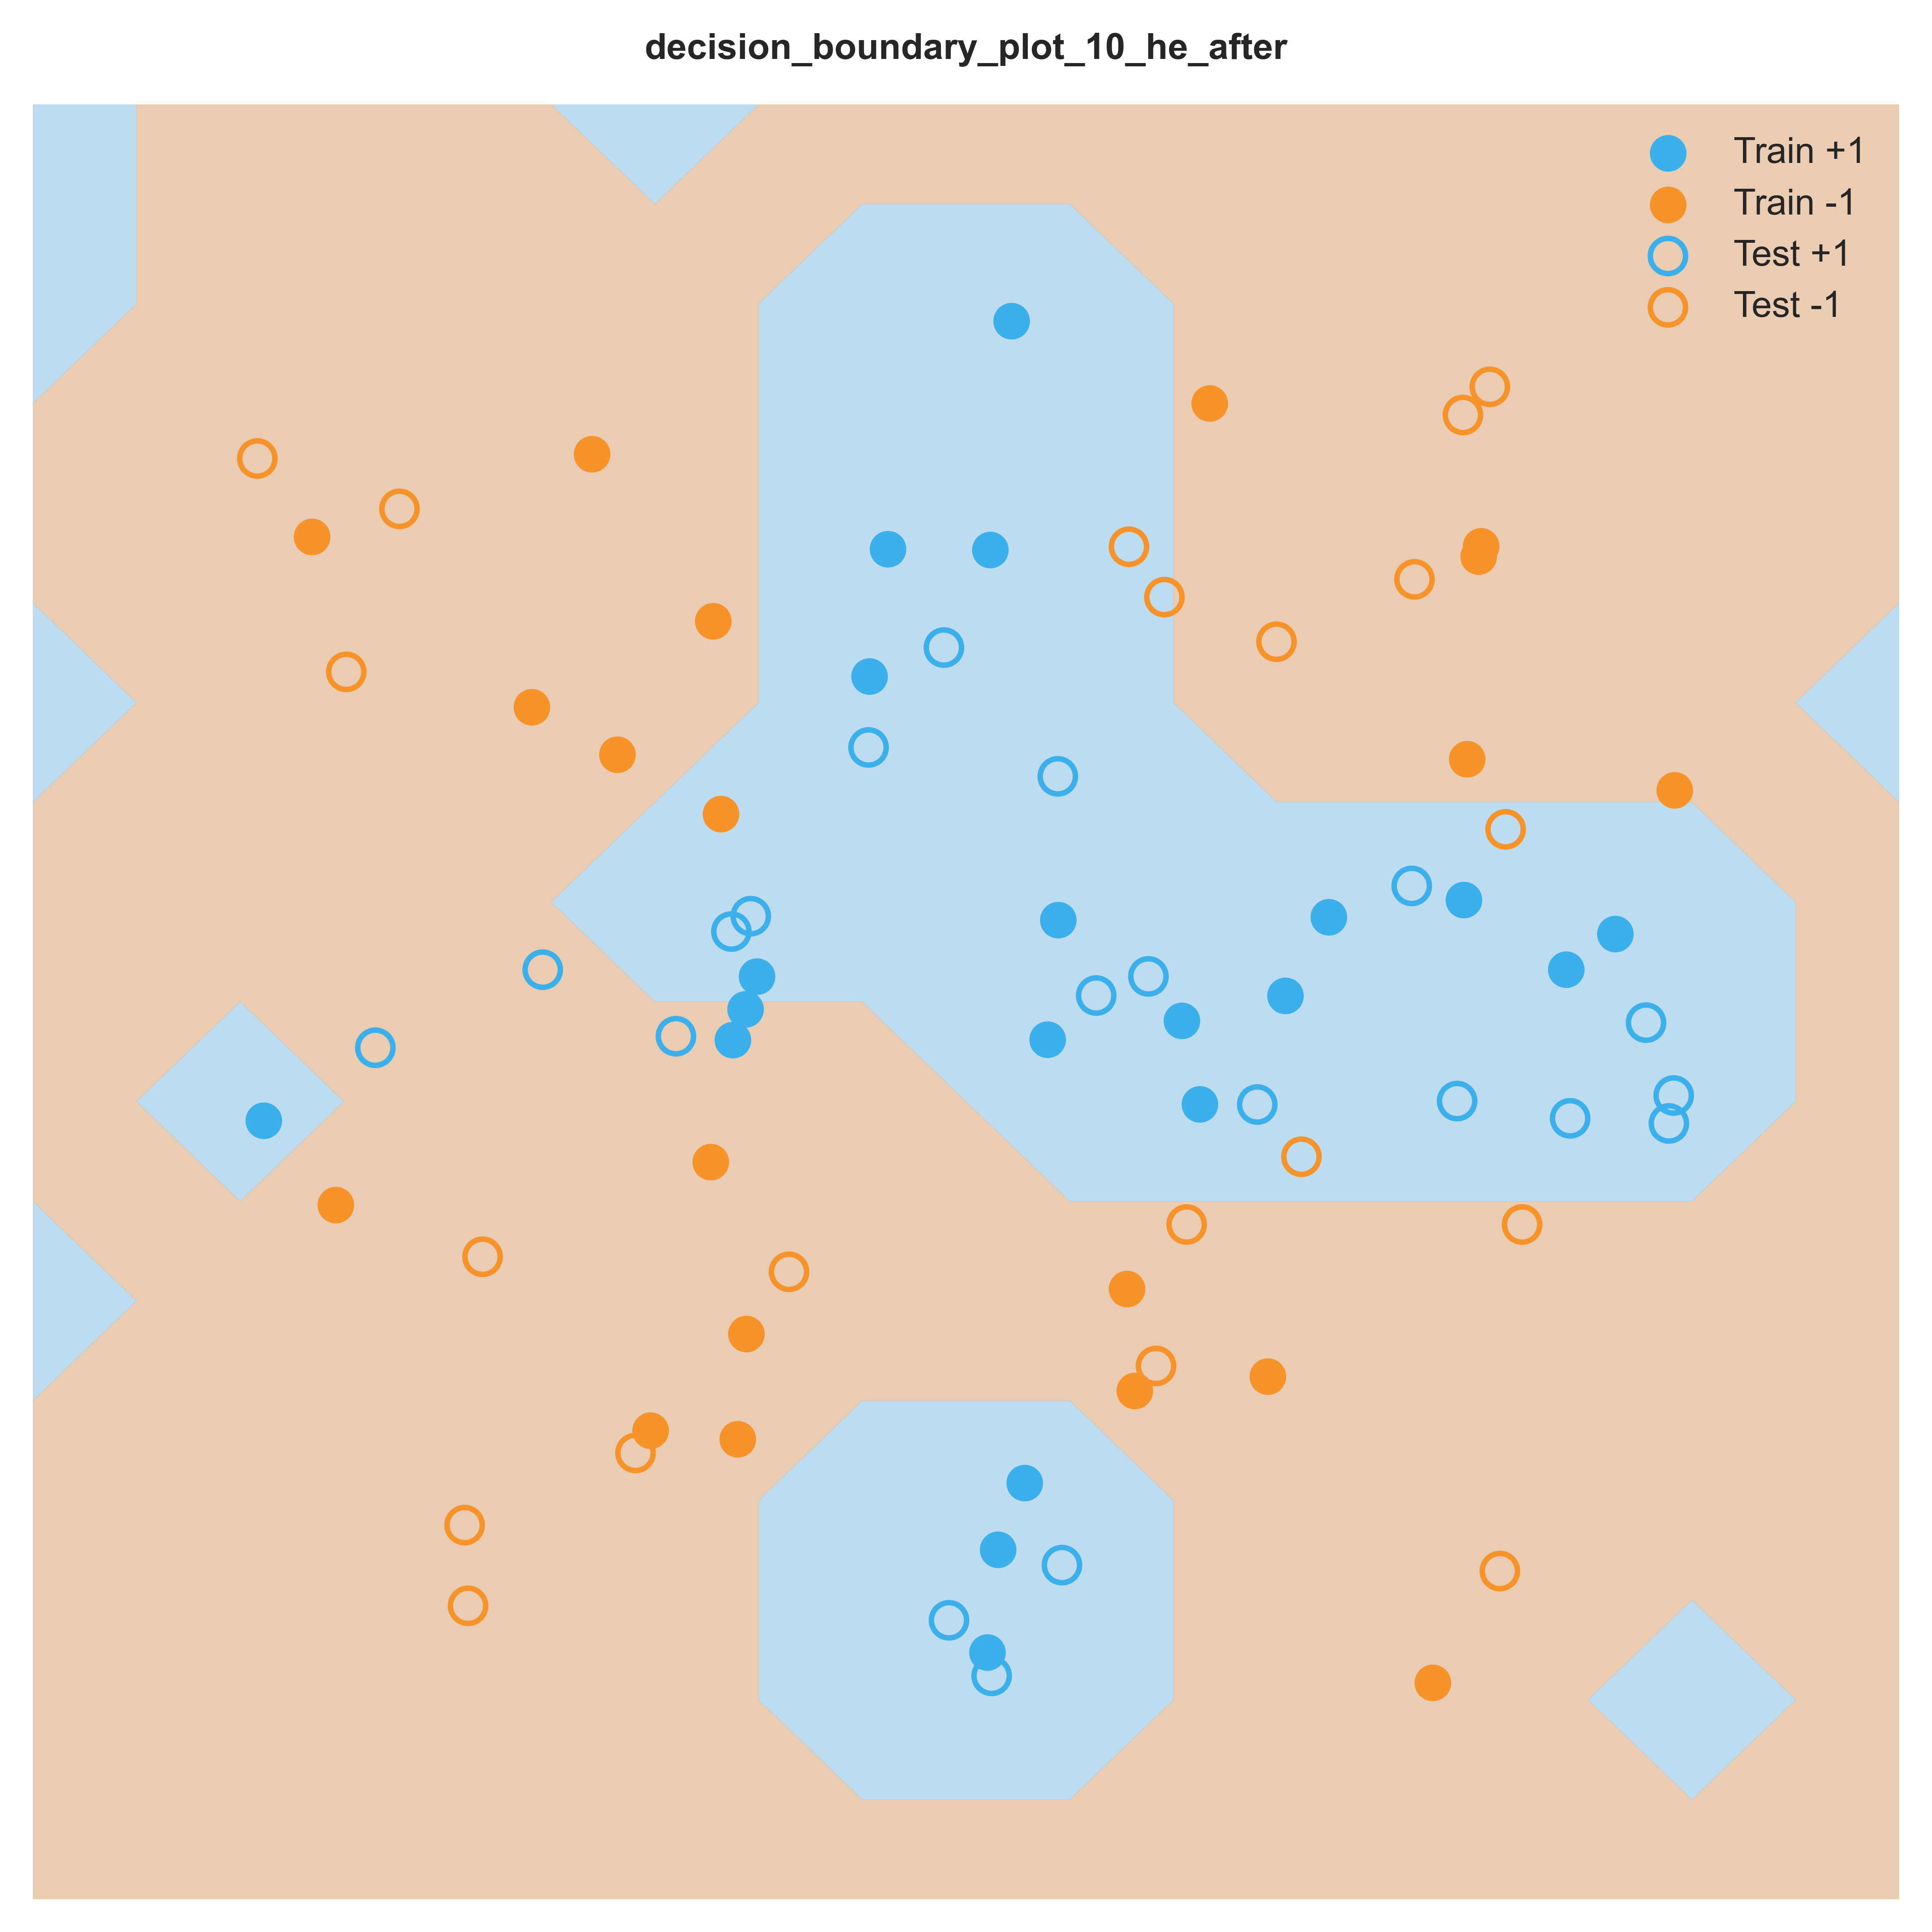 decision_boundary_plot_10_he_after
Train +1
Train -1
Test +1
Test -1